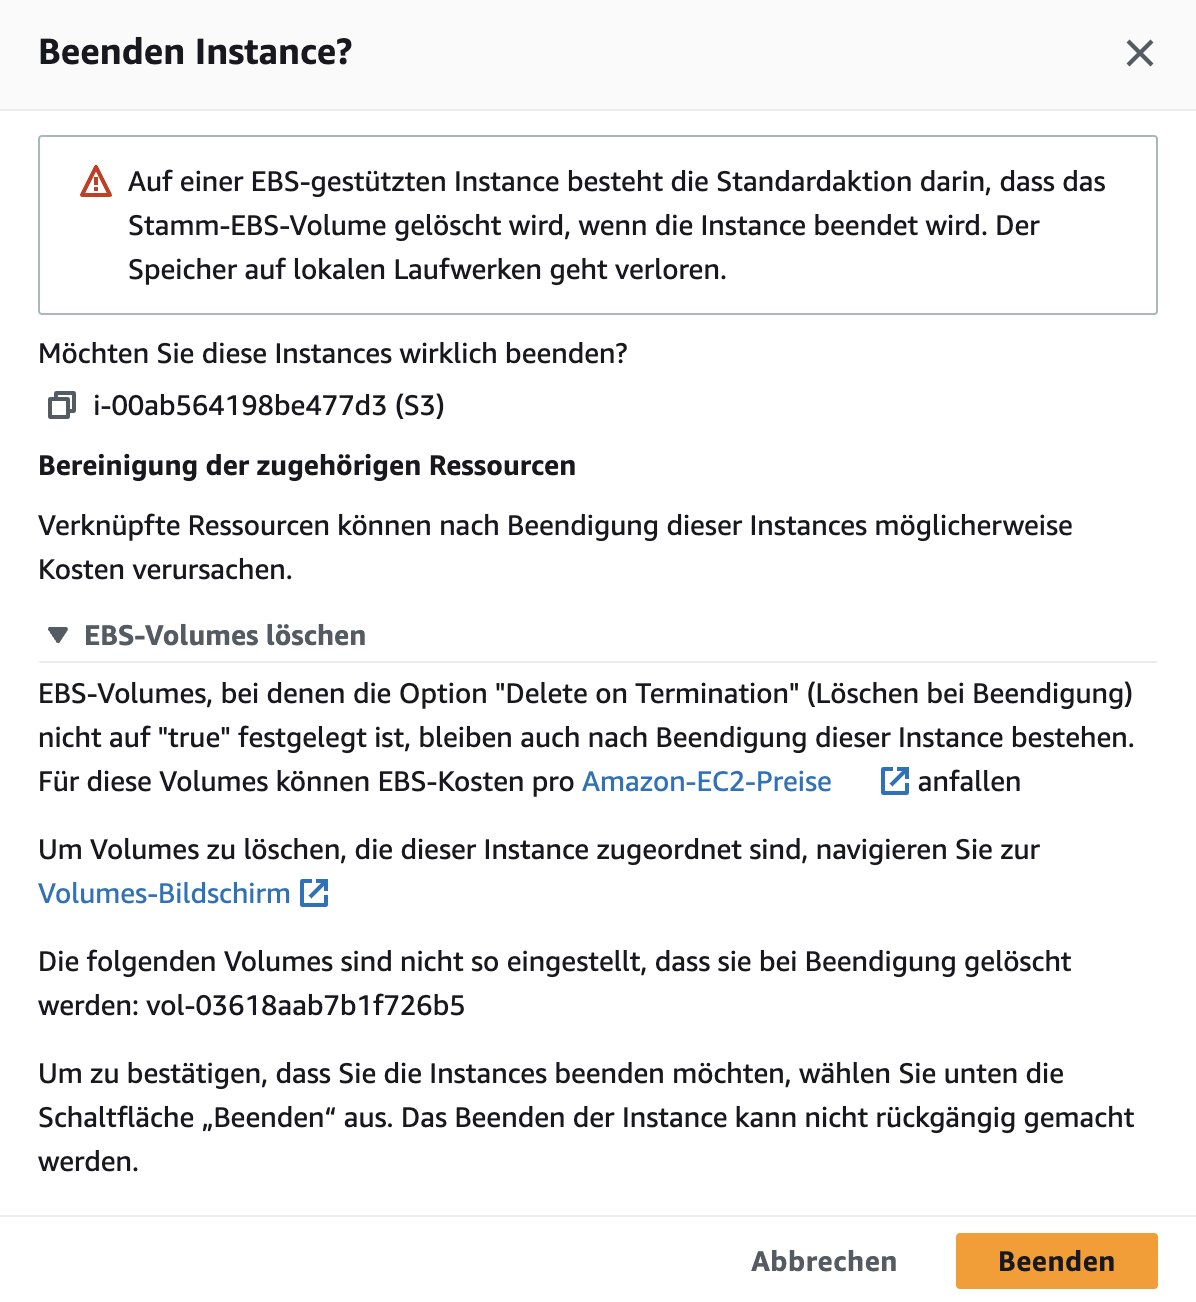 Beenden Instance?
Auf einer EBS-gestützten Instance besteht die Standardaktion darin, dass das
Stamm-EBS-Volume gelöscht wird, wenn die Instance beendet wird. Der
Speicher auf lokalen Laufwerken geht verloren.
Möchten Sie diese Instances wirklich beenden?
i-00ab564198be477d3 (S3)
Bereinigung der zugehörigen Ressourcen
Verknüpfte Ressourcen können nach Beendigung dieser Instances möglicherweise
Kosten verursachen.
EBS-Volumes löschen
EBS-Volumes, bei denen die Option "Delete on Termination" (Löschen bei Beendigung)
nicht auf "true" festgelegt ist, bleiben auch nach Beendigung dieser Instance bestehen.
Für diese Volumes können EBS-Kosten pro Amazon-EC2-Preise anfallen
Um Volumes zu löschen, die dieser Instance zugeordnet sind, navigieren Sie zur
Volumes-Bildschirm
Die folgenden Volumes sind nicht so eingestellt, dass sie bei Beendigung gelöscht
werden: vol-03618aab7b1f726b5
Um zu bestätigen, dass Sie die Instances beenden möchten, wählen Sie unten die
Schaltfläche „Beenden“ aus. Das Beenden der Instance kann nicht rückgängig gemacht
werden.
Abbrechen
Beenden